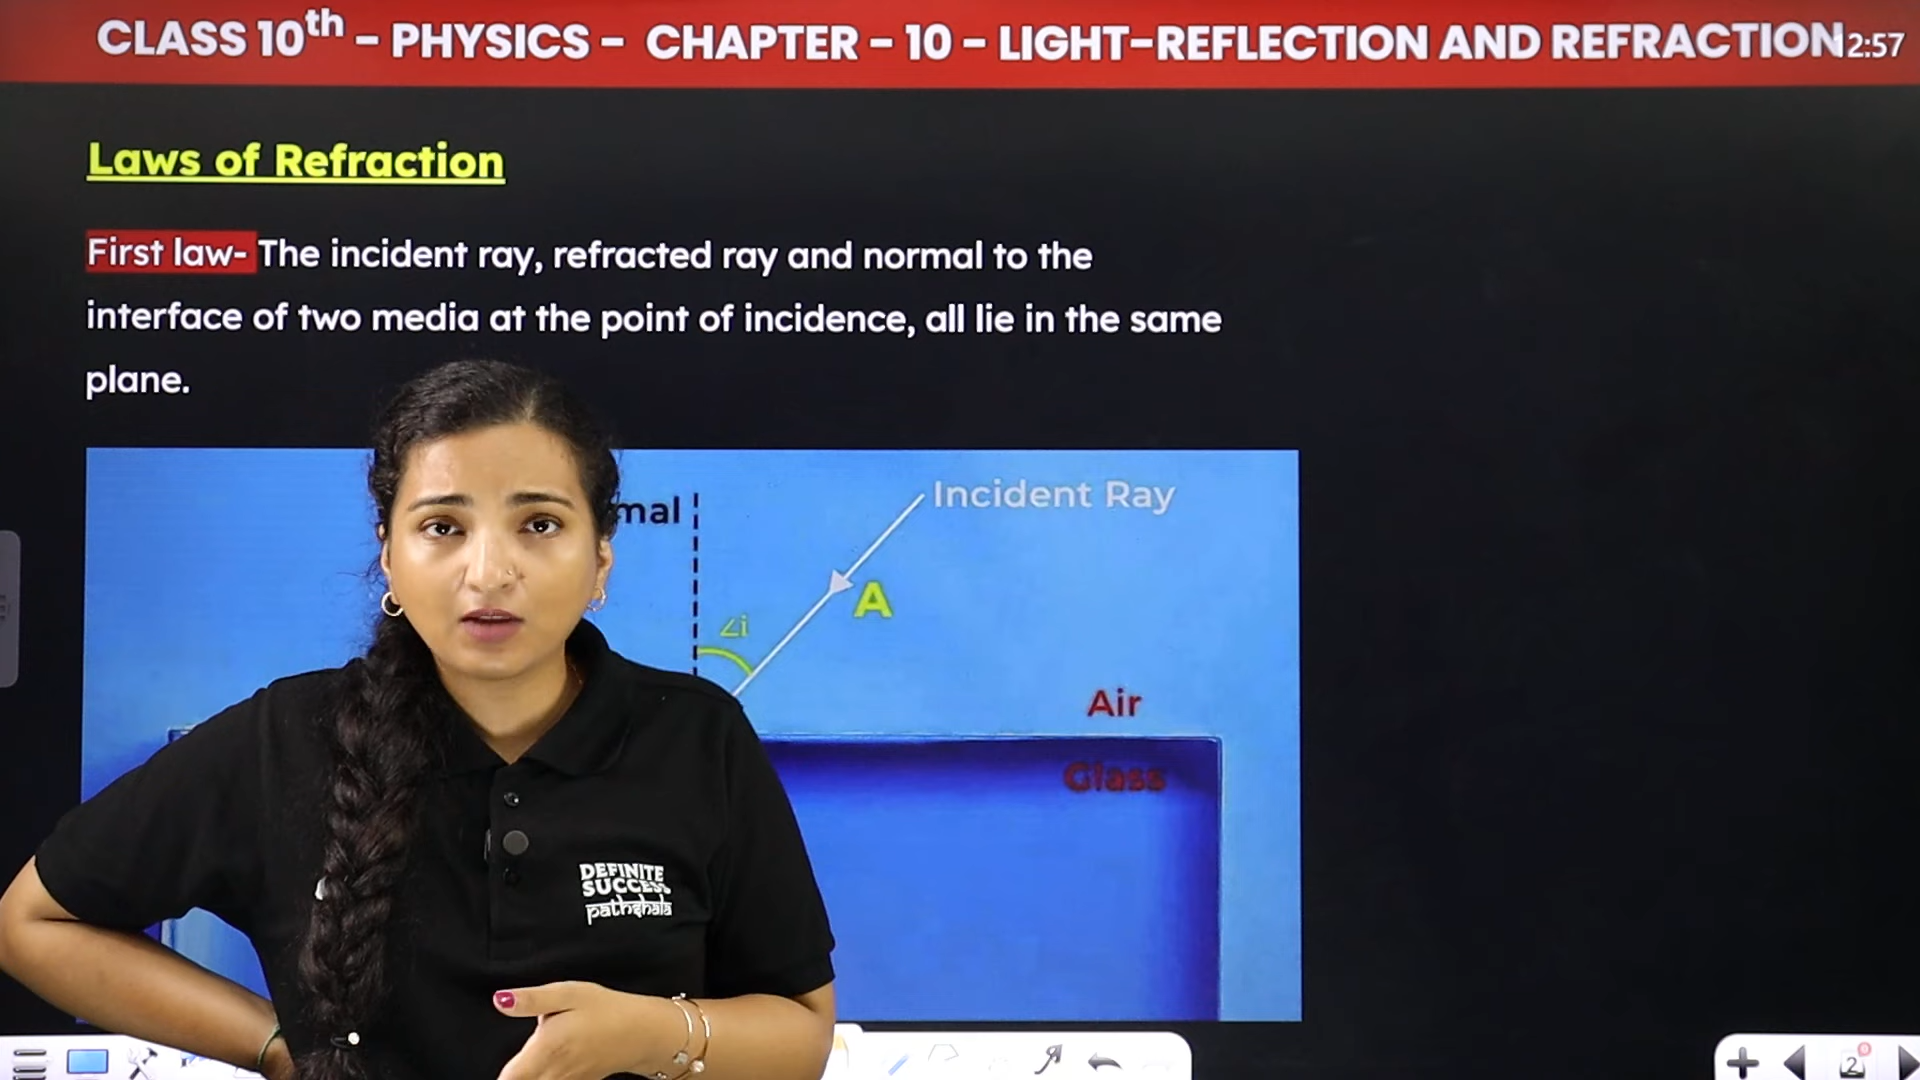 CLASS 10th - PHYSICS - CHAPTER - 10 - LIGHT-REFLECTION AND REFRACTION
12:57
Laws of Refraction
First law- The incident ray, refracted ray and normal to the
interface of two media at the point of incidence, all lie in the same
plane.
mal
Incident Ray
A
∠i
Air
Glass
DEFINITE
SUCCESS
pathshala
2